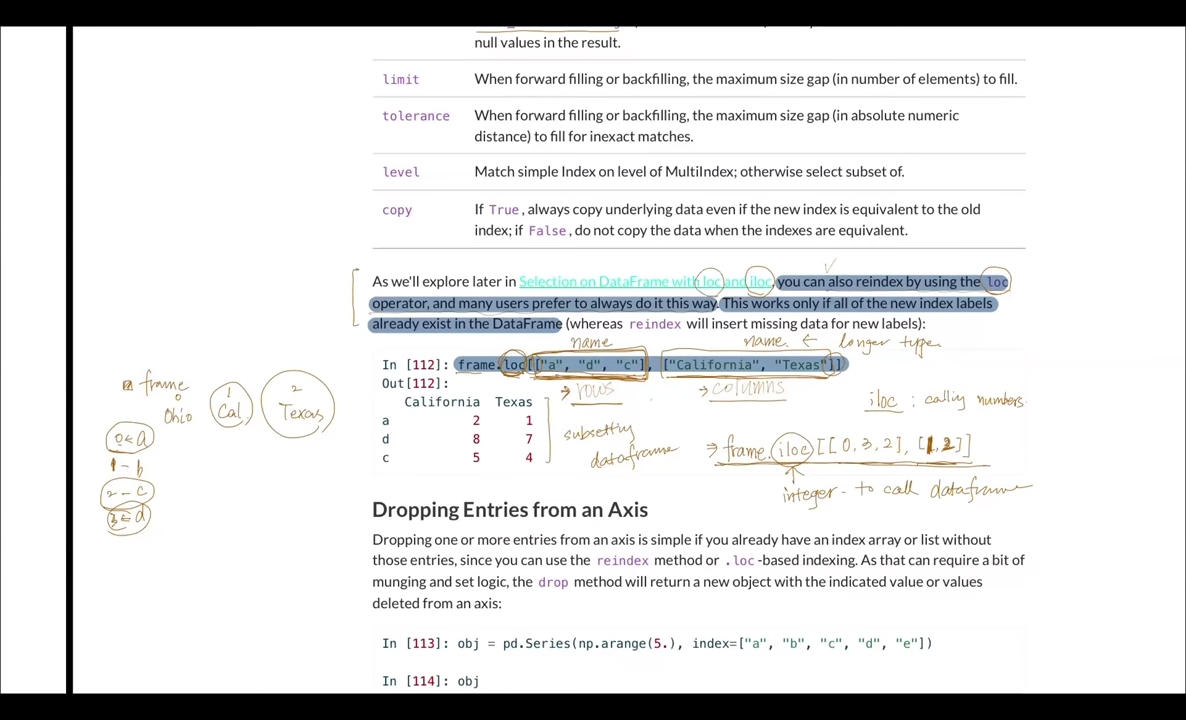 null values in the result.
limit When forward filling or backfilling, the maximum size gap (in number of elements) to fill.
tolerance When forward filling or backfilling, the maximum size gap (in absolute numeric
distance) to fill for inexact matches.
level Match simple Index on level of MultiIndex; otherwise select subset of.
copy If True, always copy underlying data even if the new index is equivalent to the old
index; if False, do not copy the data when the indexes are equivalent.
As we'll explore later in Selection on DataFrame with loc and iloc, you can also reindex by using the loc
operator, and many users prefer to always do it this way. This works only if all of the new index labels
already exist in the DataFrame (whereas reindex will insert missing data for new labels):
name name. ← longer type
In [112]: frame.loc[["a", "d", "c"], ["California", "Texas"]]
Out[112]:
→ rows → columns
California Texas
a 2 1
d 8 7
c 5 4
subsetting
dataframe
iloc : calling numbers.
⇒ frame.iloc[[0, 3, 2], [1, 2]]
integer - to call dataframe
frame
0 1 2
Ohio Cal Texas
0 ← a
1 - b
2 - c
3 ← d
Dropping Entries from an Axis
Dropping one or more entries from an axis is simple if you already have an index array or list without
those entries, since you can use the reindex method or .loc-based indexing. As that can require a bit of
munging and set logic, the drop method will return a new object with the indicated value or values
deleted from an axis:
In [113]: obj = pd.Series(np.arange(5.), index=["a", "b", "c", "d", "e"])
In [114]: obj